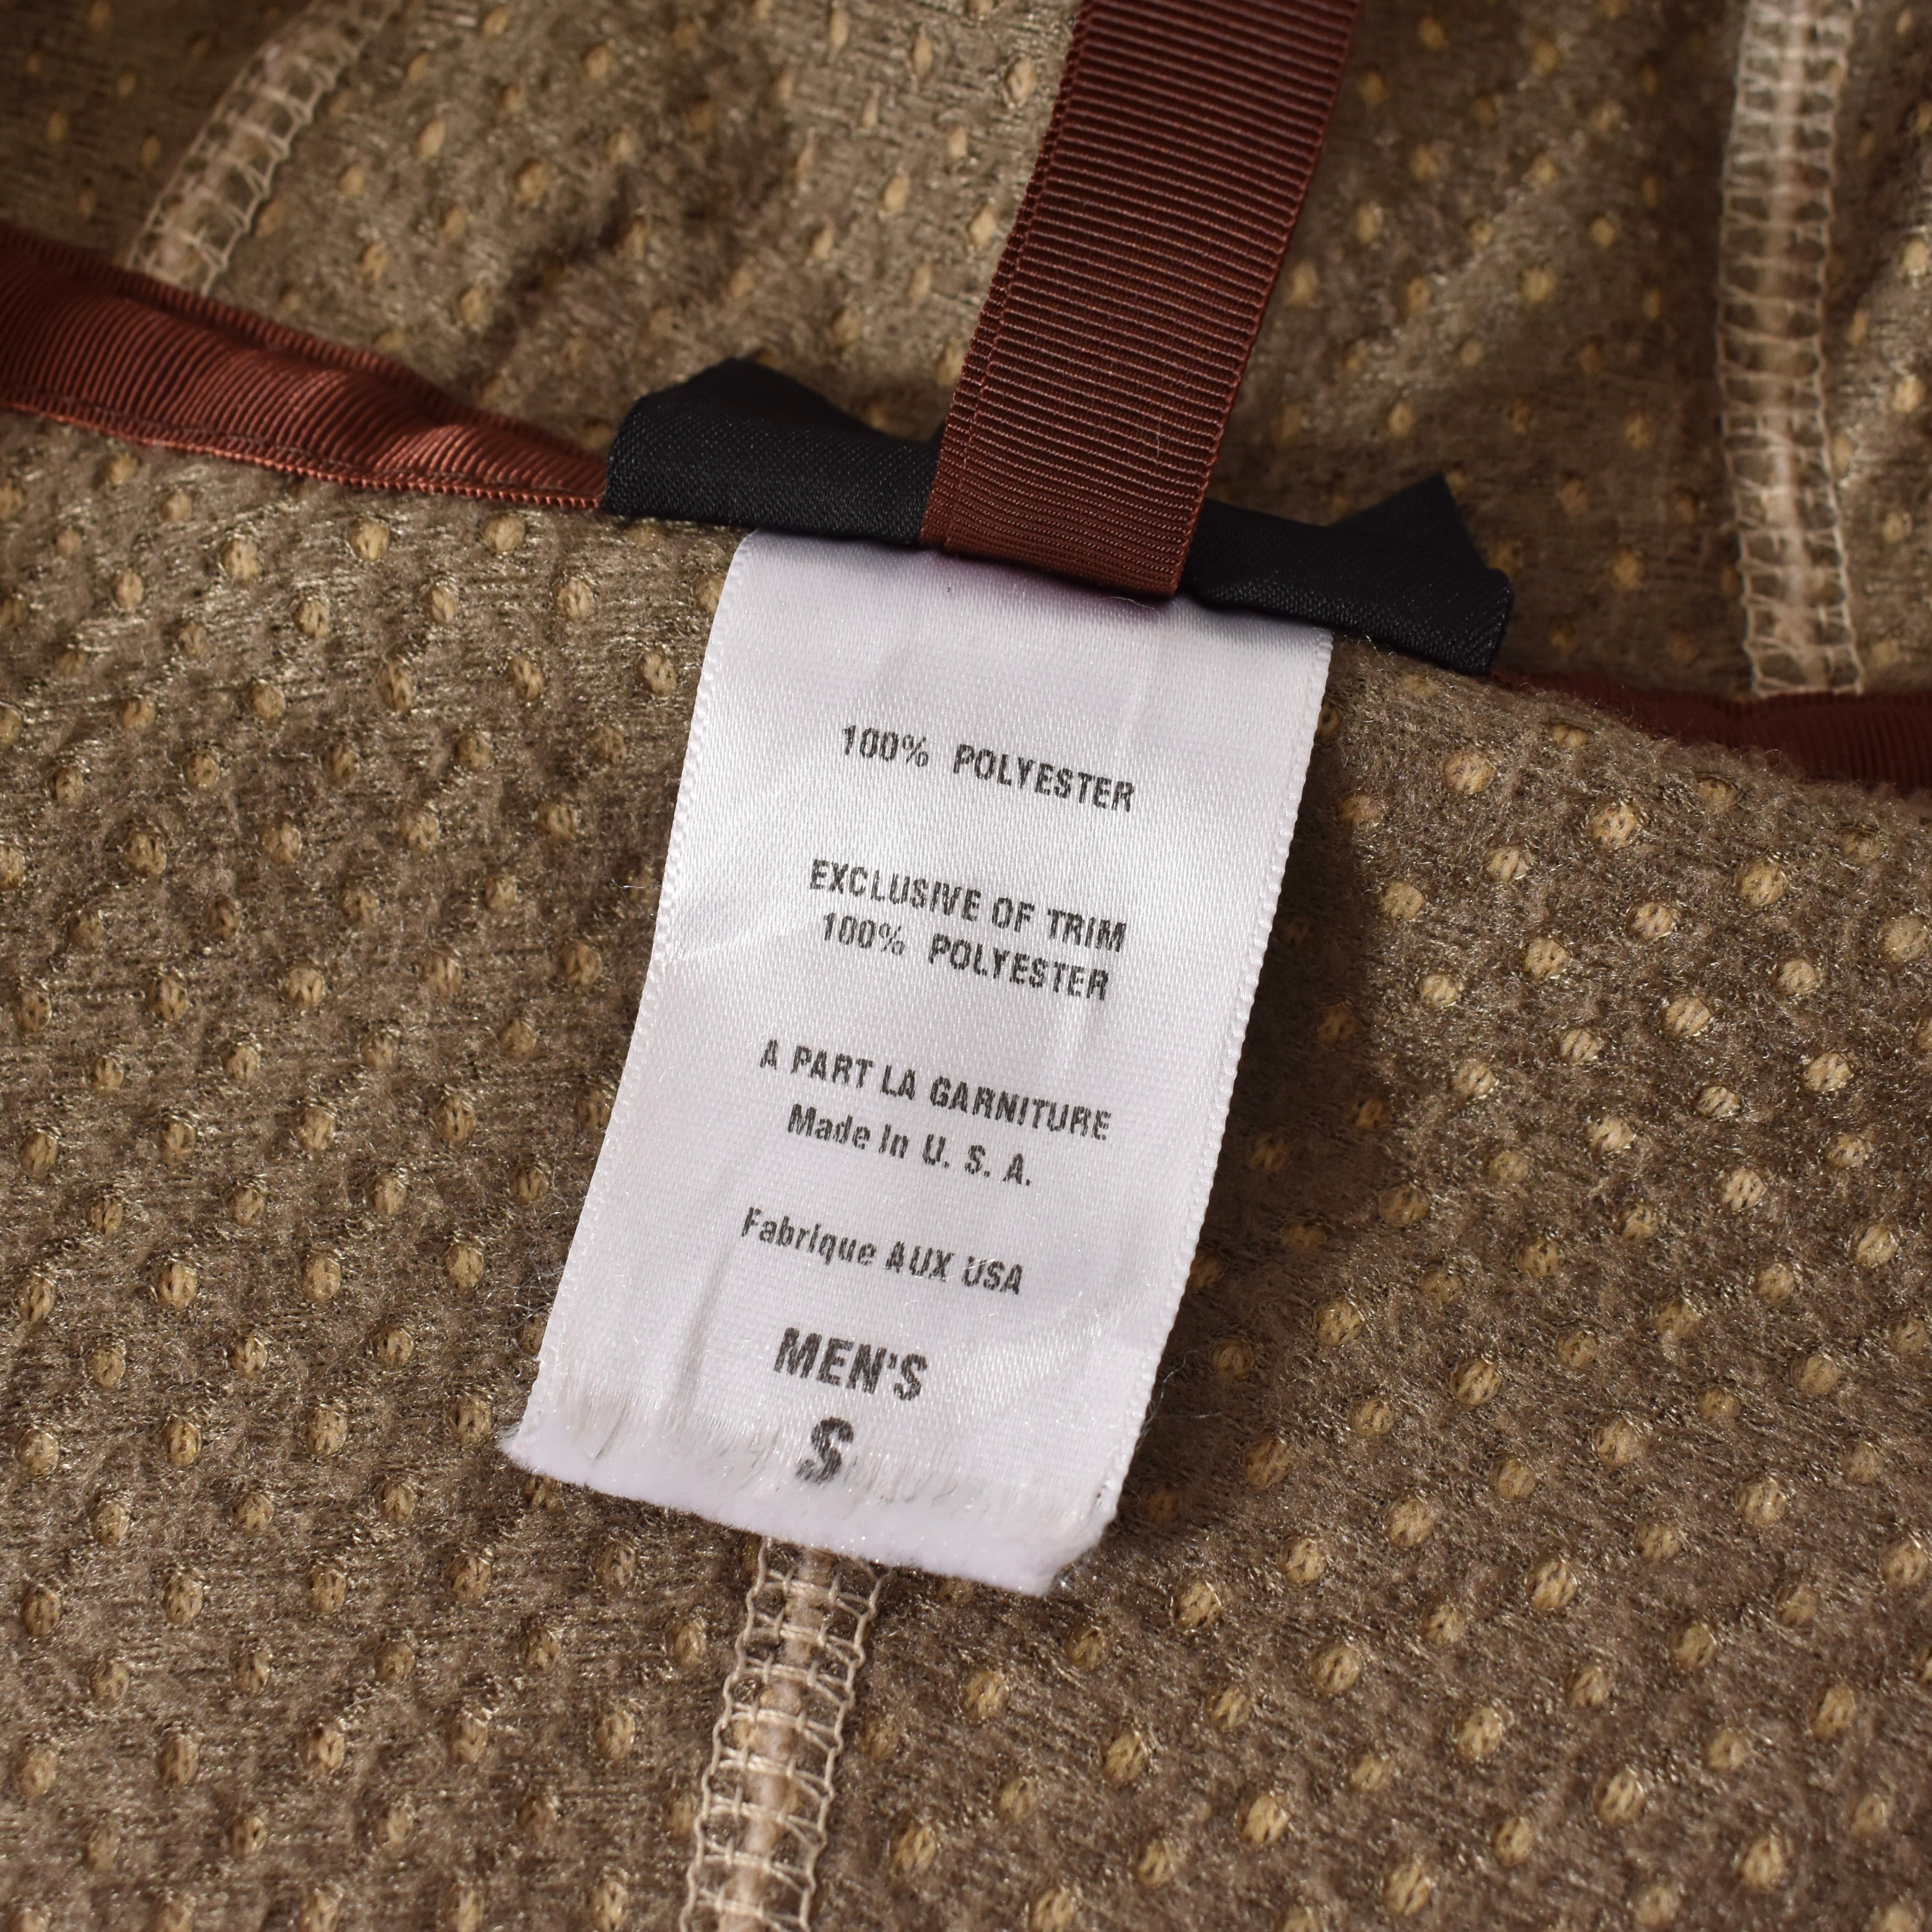 100% POLYESTER
EXCLUSIVE OF TRIM
100% POLYESTER
A PART LA GARNITURE
Made In U. S. A.
Fabrique AUX USA
MEN'S
S